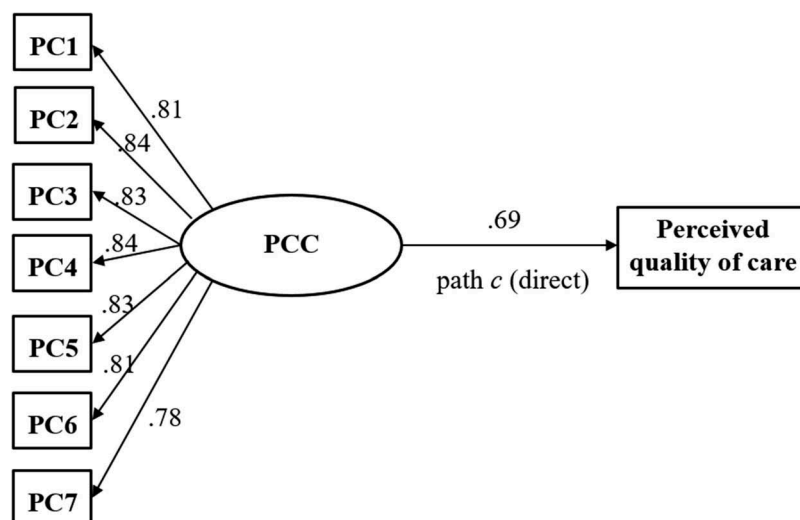 PC1
.81
PC2
.84
PC3
.83
PC4
.84
PC5
.83
PC6
.81
PC7
.78
PCC
.69
path c (direct)
Perceived
quality of care